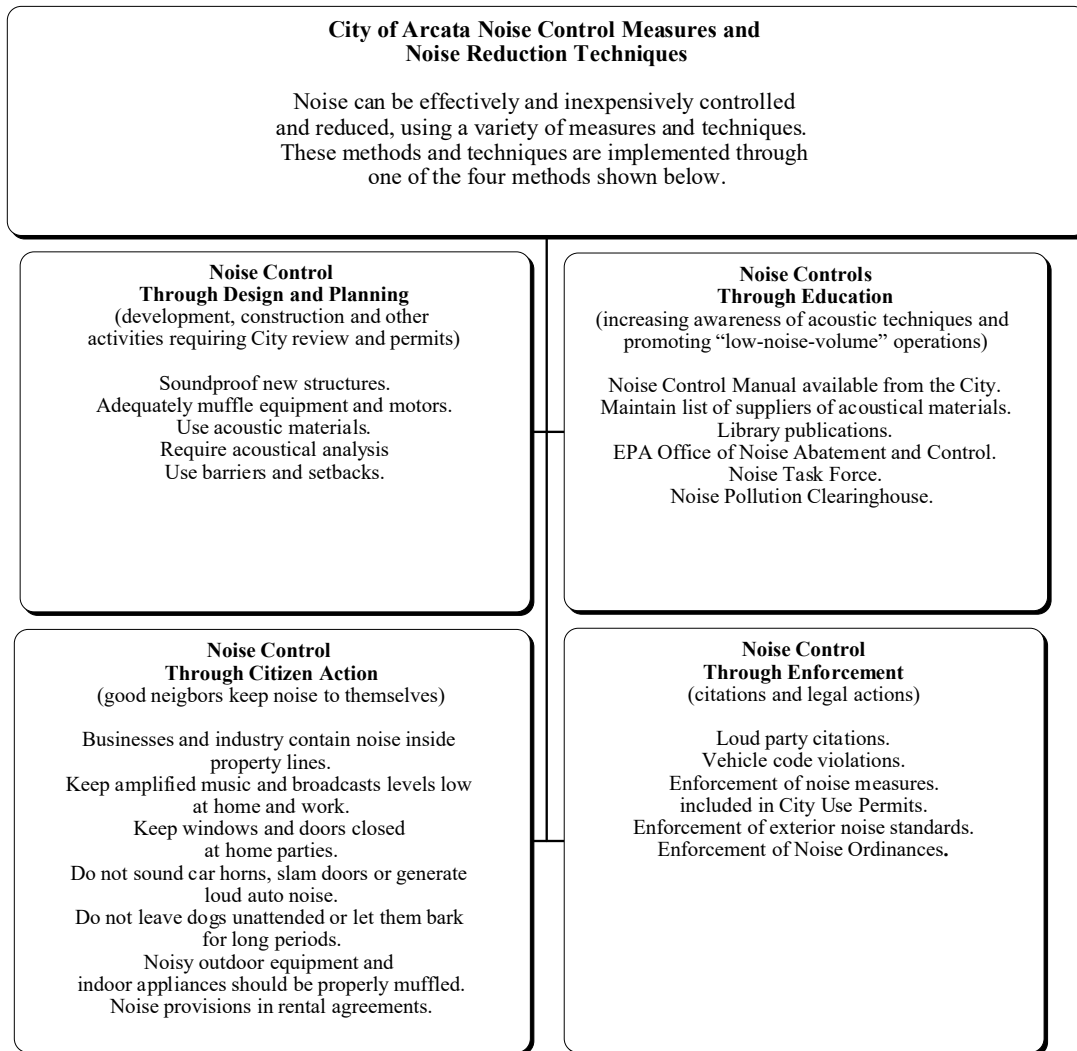 City of Arcata Noise Control Measures and
Noise Reduction Techniques
Noise can be effectively and inexpensively controlled
and reduced, using a variety of measures and techniques.
These methods and techniques are implemented through
one of the four methods shown below.
Noise Control
Through Design and Planning
(development, construction and other
activities requiring City review and permits)
Soundproof new structures.
Adequately muffle equipment and motors.
Use acoustic materials.
Require acoustical analysis
Use barriers and setbacks.
Noise Controls
Through Education
(increasing awareness of acoustic techniques and
promoting “low-noise-volume” operations)
Noise Control Manual available from the City.
Maintain list of suppliers of acoustical materials.
Library publications.
EPA Office of Noise Abatement and Control.
Noise Task Force.
Noise Pollution Clearinghouse.
Noise Control
Through Citizen Action
(good neigbors keep noise to themselves)
Businesses and industry contain noise inside
property lines.
Keep amplified music and broadcasts levels low
at home and work.
Keep windows and doors closed
at home parties.
Do not sound car horns, slam doors or generate
loud auto noise.
Do not leave dogs unattended or let them bark
for long periods.
Noisy outdoor equipment and
indoor appliances should be properly muffled.
Noise provisions in rental agreements.
Noise Control
Through Enforcement
(citations and legal actions)
Loud party citations.
Vehicle code violations.
Enforcement of noise measures.
included in City Use Permits.
Enforcement of exterior noise standards.
Enforcement of Noise Ordinances.